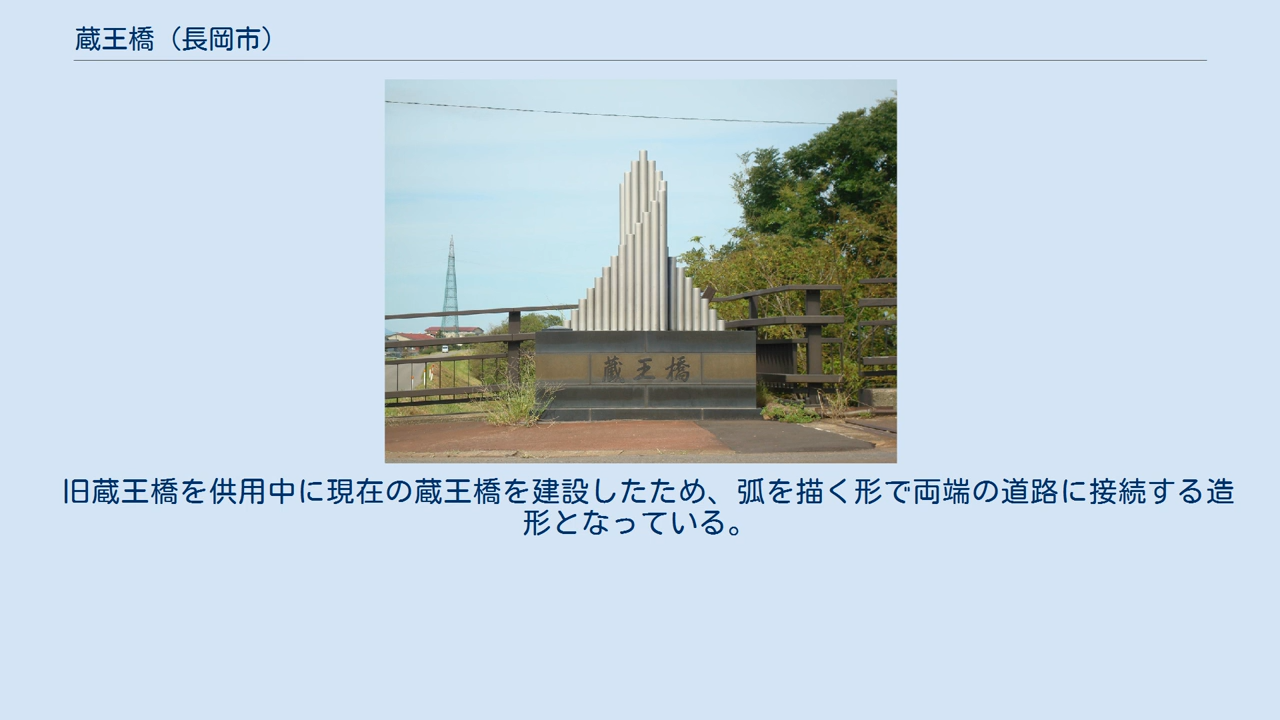 蔵王橋（長岡市）
蔵王橋
旧蔵王橋を供用中に現在の蔵王橋を建設したため、弧を描く形で両端の道路に接続する造
形となっている。